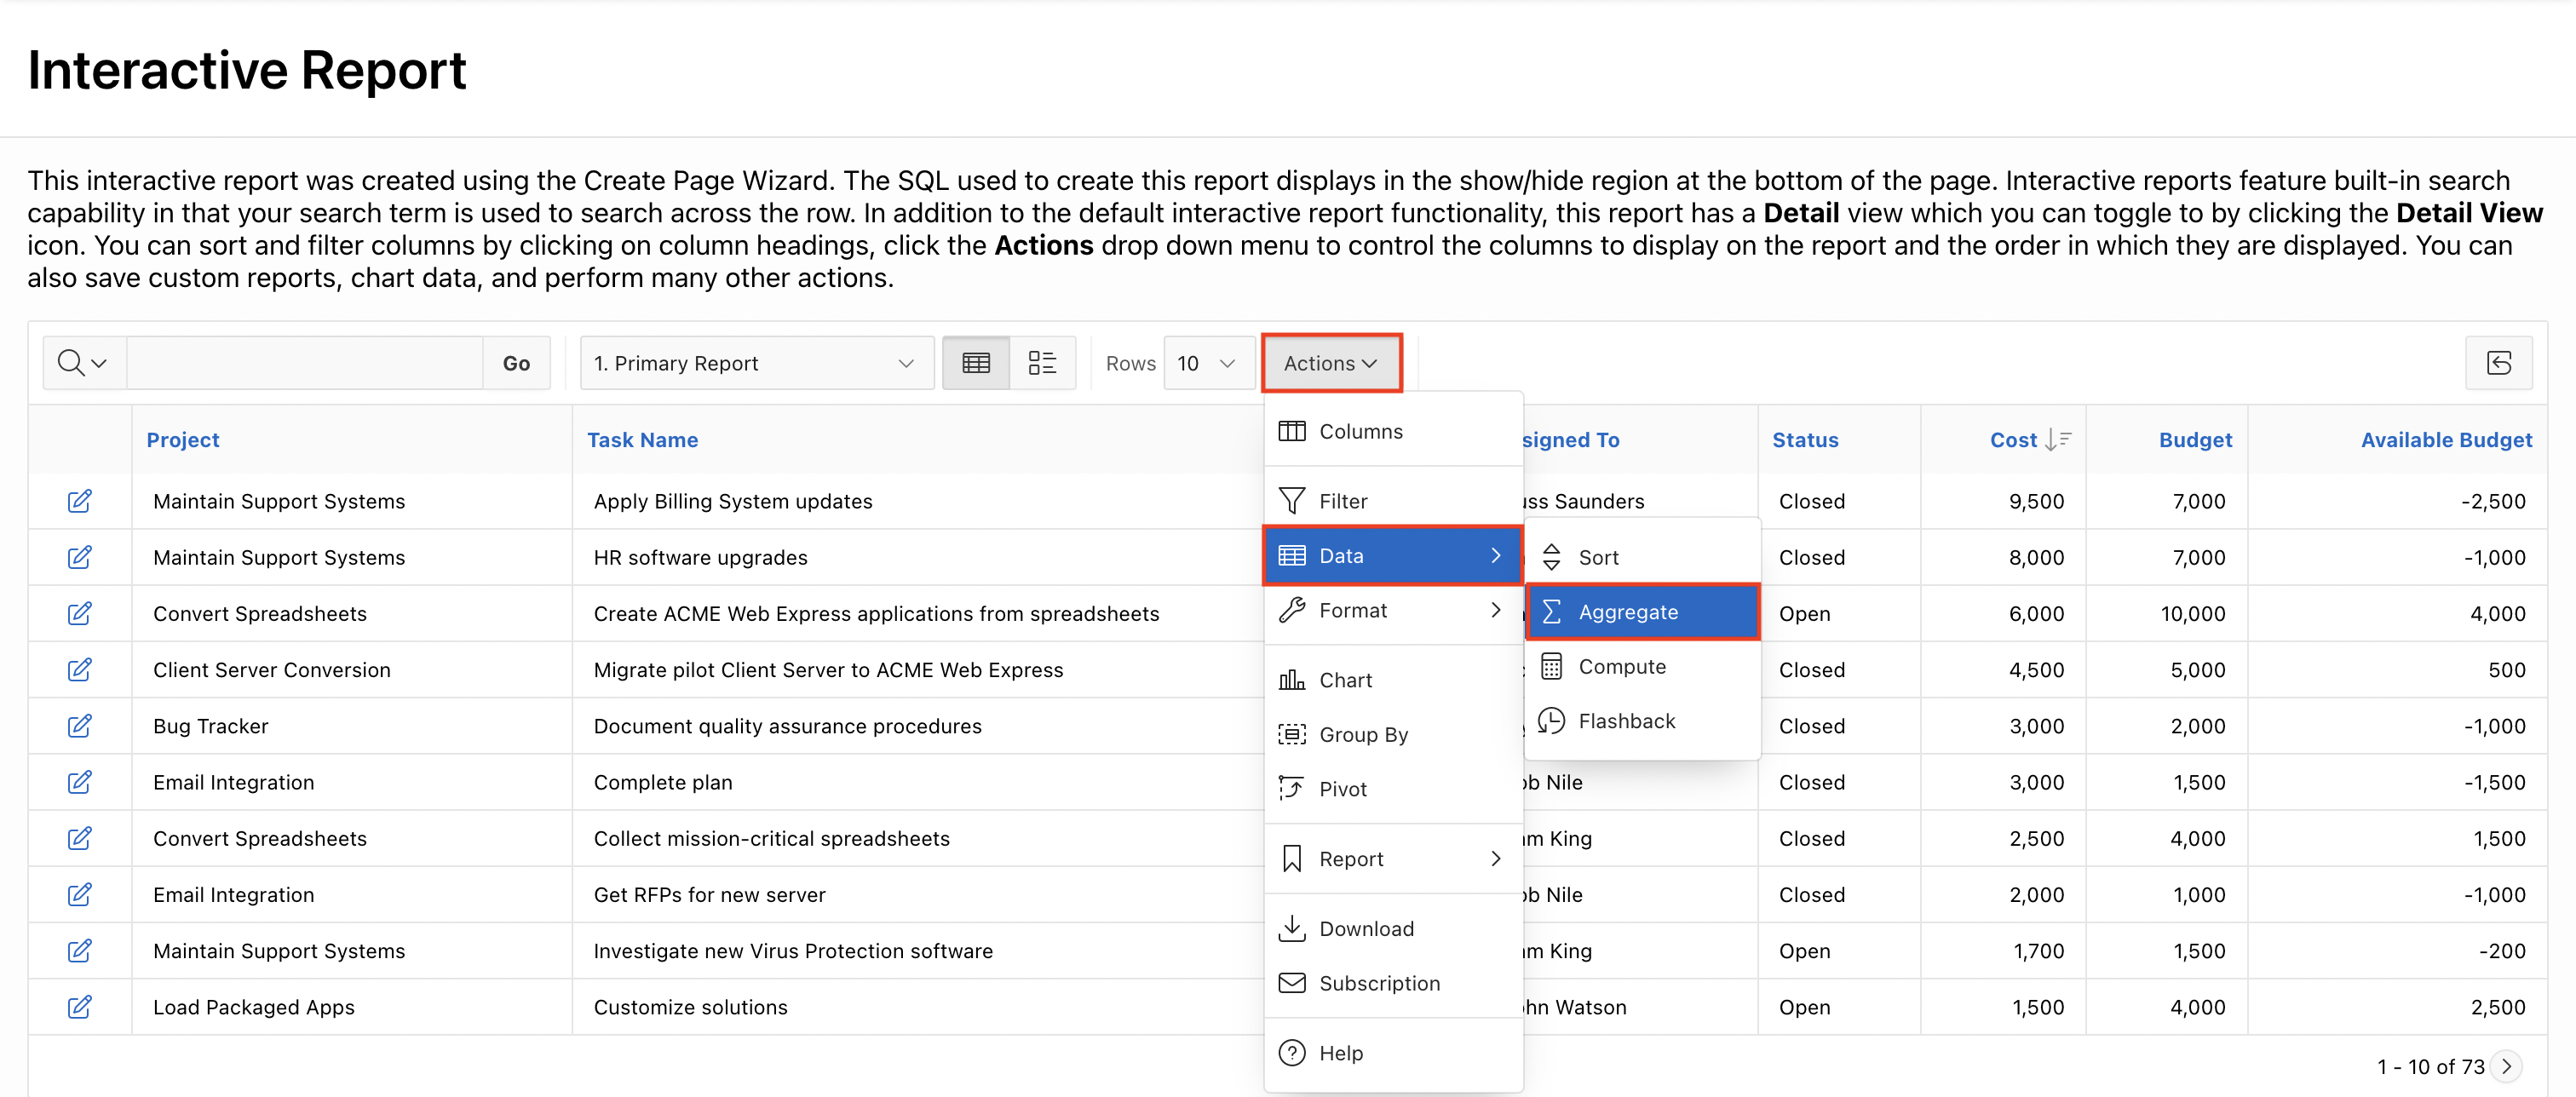 Interactive Report
This interactive report was created using the Create Page Wizard. The SQL used to create this report displays in the show/hide region at the bottom of the page. Interactive reports feature built-in search
capability in that your search term is used to search across the row. In addition to the default interactive report functionality, this report has a Detail view which you can toggle to by clicking the Detail View
icon. You can sort and filter columns by clicking on column headings, click the Actions drop down menu to control the columns to display on the report and the order in which they are displayed. You can
also save custom reports, chart data, and perform many other actions.
Go 1. Primary Report Rows 10 Actions
Project Task Name Status Cost Budget Available Budget
Maintain Support Systems Apply Billing System updates Saunders Closed 9,500 7,000 -2,500
Maintain Support Systems HR software upgrades Closed 8,000 7,000 -1,000
Convert Spreadsheets Create ACME Web Express applications from spreadsheets Open 6,000 10,000 4,000
Client Server Conversion Migrate pilot Client Server to ACME Web Express Closed 4,500 5,000 500
Bug Tracker Document quality assurance procedures Closed 3,000 2,000 -1,000
Email Integration Complete plan Nile Closed 3,000 1,500 -1,500
Convert Spreadsheets Collect mission-critical spreadsheets King Closed 2,500 4,000 1,500
Email Integration Get RFPs for new server Nile Closed 2,000 1,000 -1,000
Maintain Support Systems Investigate new Virus Protection software King Open 1,700 1,500 -200
Load Packaged Apps Customize solutions Watson Open 1,500 4,000 2,500
Columns
Filter
Data
Format
Chart
Group By
Pivot
Report
Download
Subscription
Help
Sort
Aggregate
Compute
Flashback
1 - 10 of 73